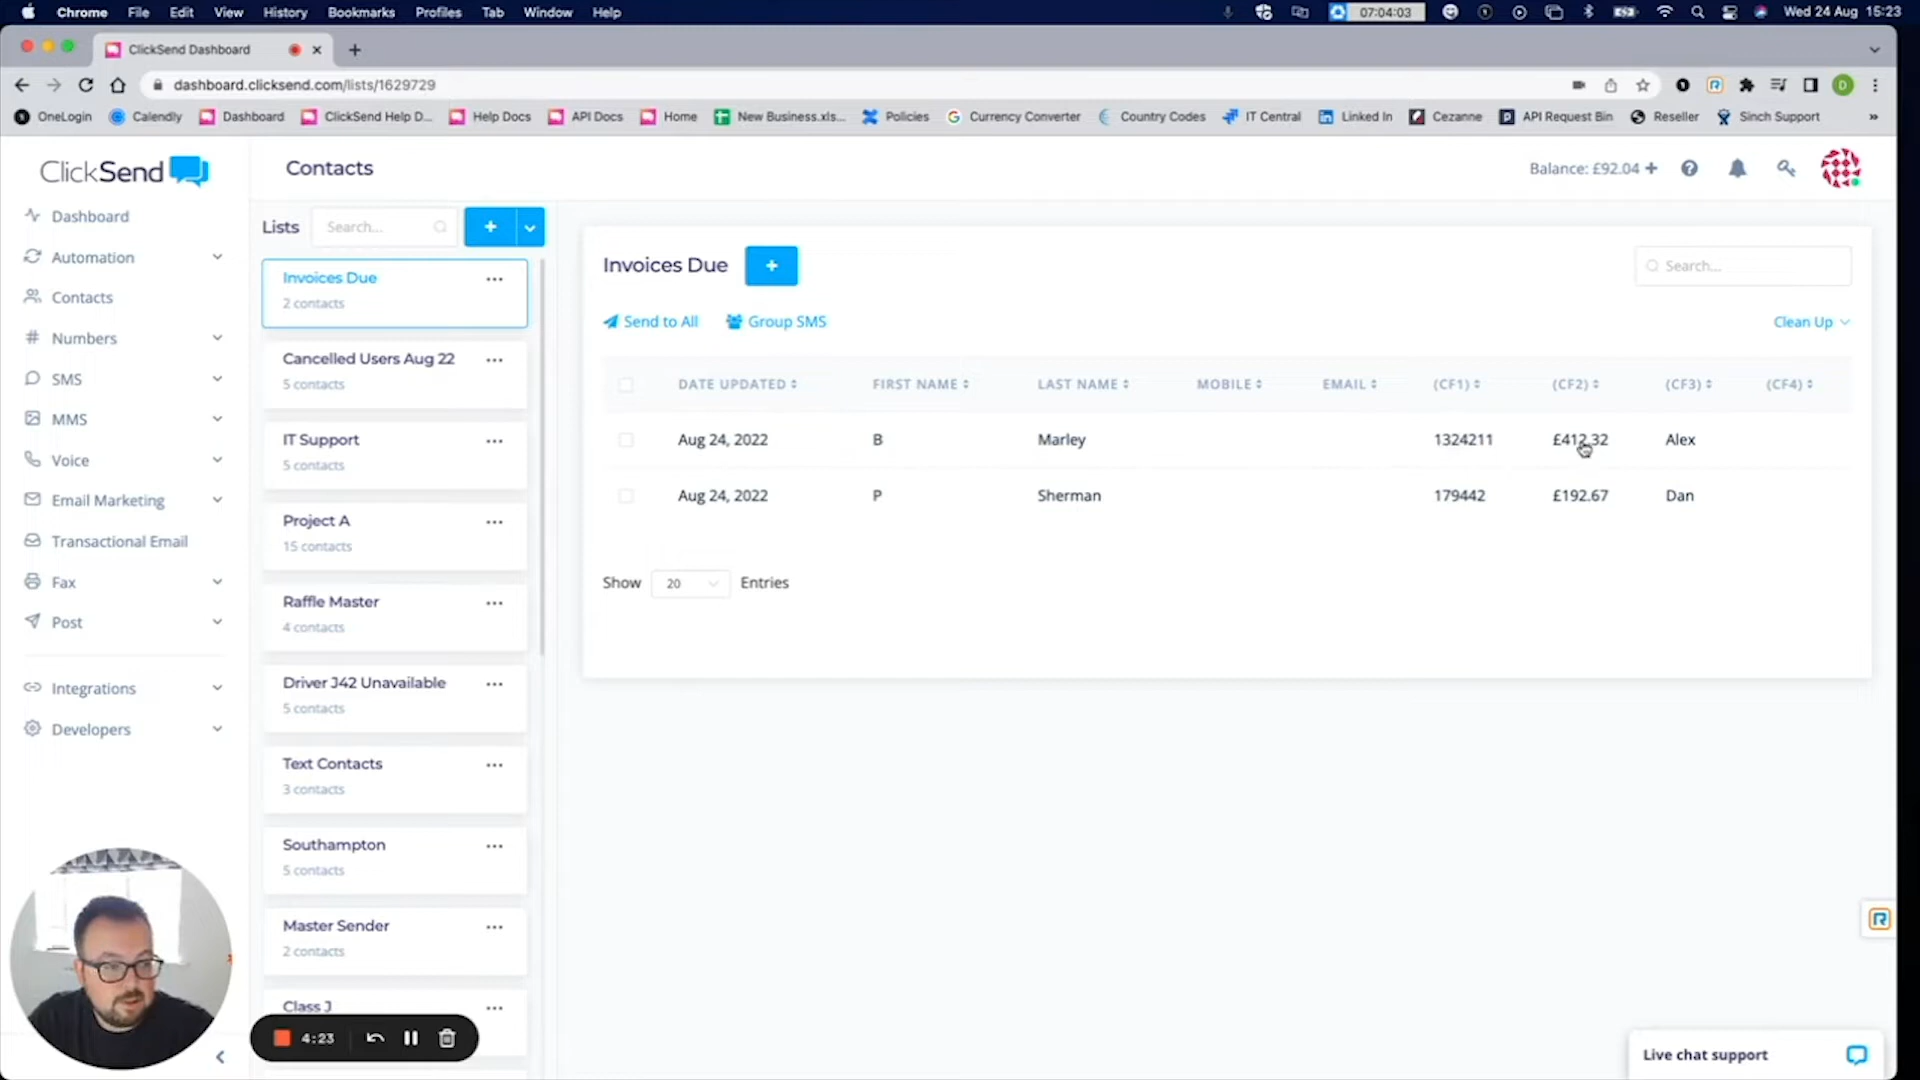 Chrome File Edit View History Bookmarks Profiles Tab Window Help 07:04:03 Wed 24 Aug 15:23
ClickSend Dashboard
dashboard.clicksend.com/lists/1629729
OneLogin Calendly Dashboard ClickSend Help D... Help Docs API Docs Home New Business.xls... Policies Currency Converter Country Codes IT Central Linked In Cezanne API Request Bin Reseller Sinch Support »
ClickSend
Contacts
Balance: £92.04 +
Dashboard
Automation
Contacts
Numbers
SMS
MMS
Voice
Email Marketing
Transactional Email
Fax
Post
Integrations
Developers
Lists Search... +
Invoices Due
2 contacts
Cancelled Users Aug 22
5 contacts
IT Support
5 contacts
Project A
15 contacts
Raffle Master
4 contacts
Driver J42 Unavailable
5 contacts
Text Contacts
3 contacts
Southampton
5 contacts
Master Sender
2 contacts
Class J
Invoices Due + Search...
Send to All Group SMS Clean Up
DATE UPDATED FIRST NAME LAST NAME MOBILE EMAIL (CF1) (CF2) (CF3) (CF4)
Aug 24, 2022 B Marley 1324211 £412.32 Alex
Aug 24, 2022 P Sherman 179442 £192.67 Dan
Show 20 Entries
4:23
Live chat support